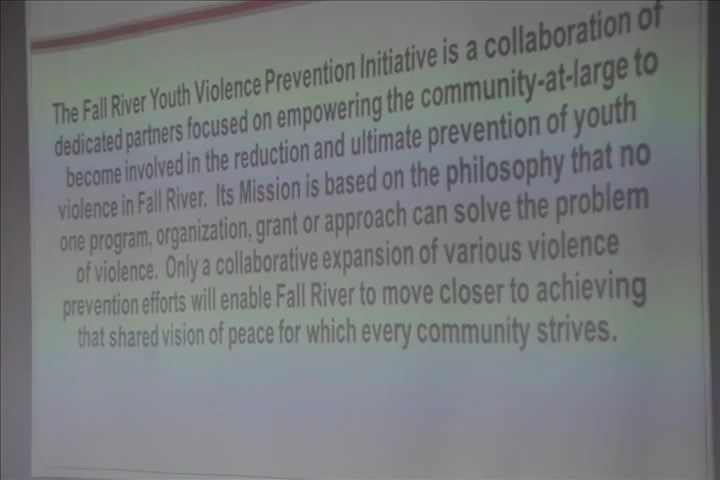 The Fall River Youth Violence Prevention Initiative is a collaboration of
dedicated partners focused on empowering the community-at-large to
become involved in the reduction and ultimate prevention of youth
violence in Fall River. Its Mission is based on the philosophy that no
one program, organization, grant or approach can solve the problem
of violence. Only a collaborative expansion of various violence
prevention efforts will enable Fall River to move closer to achieving
that shared vision of peace for which every community strives.